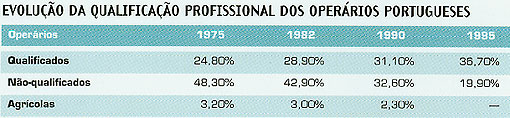 EVOLUÇÃO DA QUALIFICAÇÃO PROFISSIONAL DOS OPERÁRIOS PORTUGUESES
Operários 1975 1982 1990 1995
Qualificados 24,80% 28,90% 31,10% 36,70%
Não-qualificados 48,30% 42,90% 32,60% 19,90%
Agrícolas 3,20% 3,00% 2,30% —